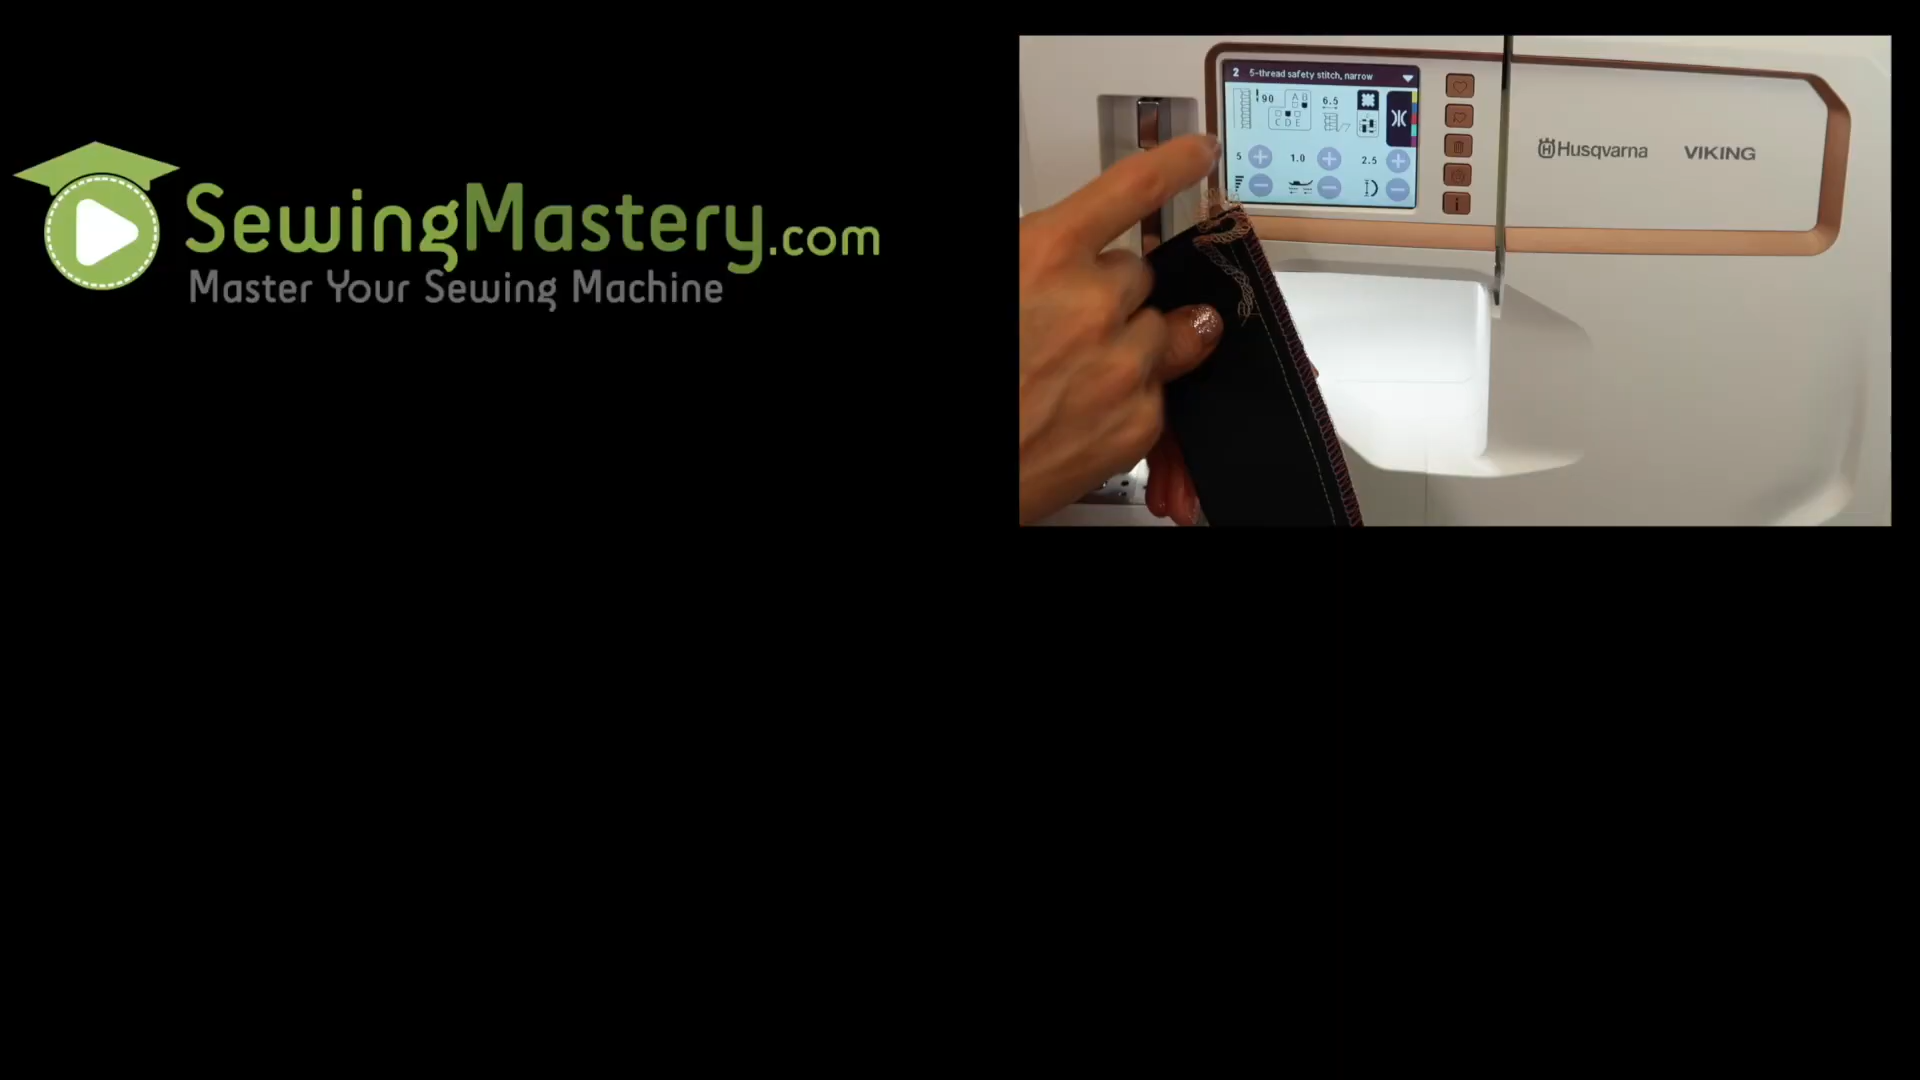 SewingMastery.com
Master Your Sewing Machine
2 5-thread safety stitch, narrow
90
A B
C D E
6.5
5
1.0
2.5
i
H Husqvarna VIKING